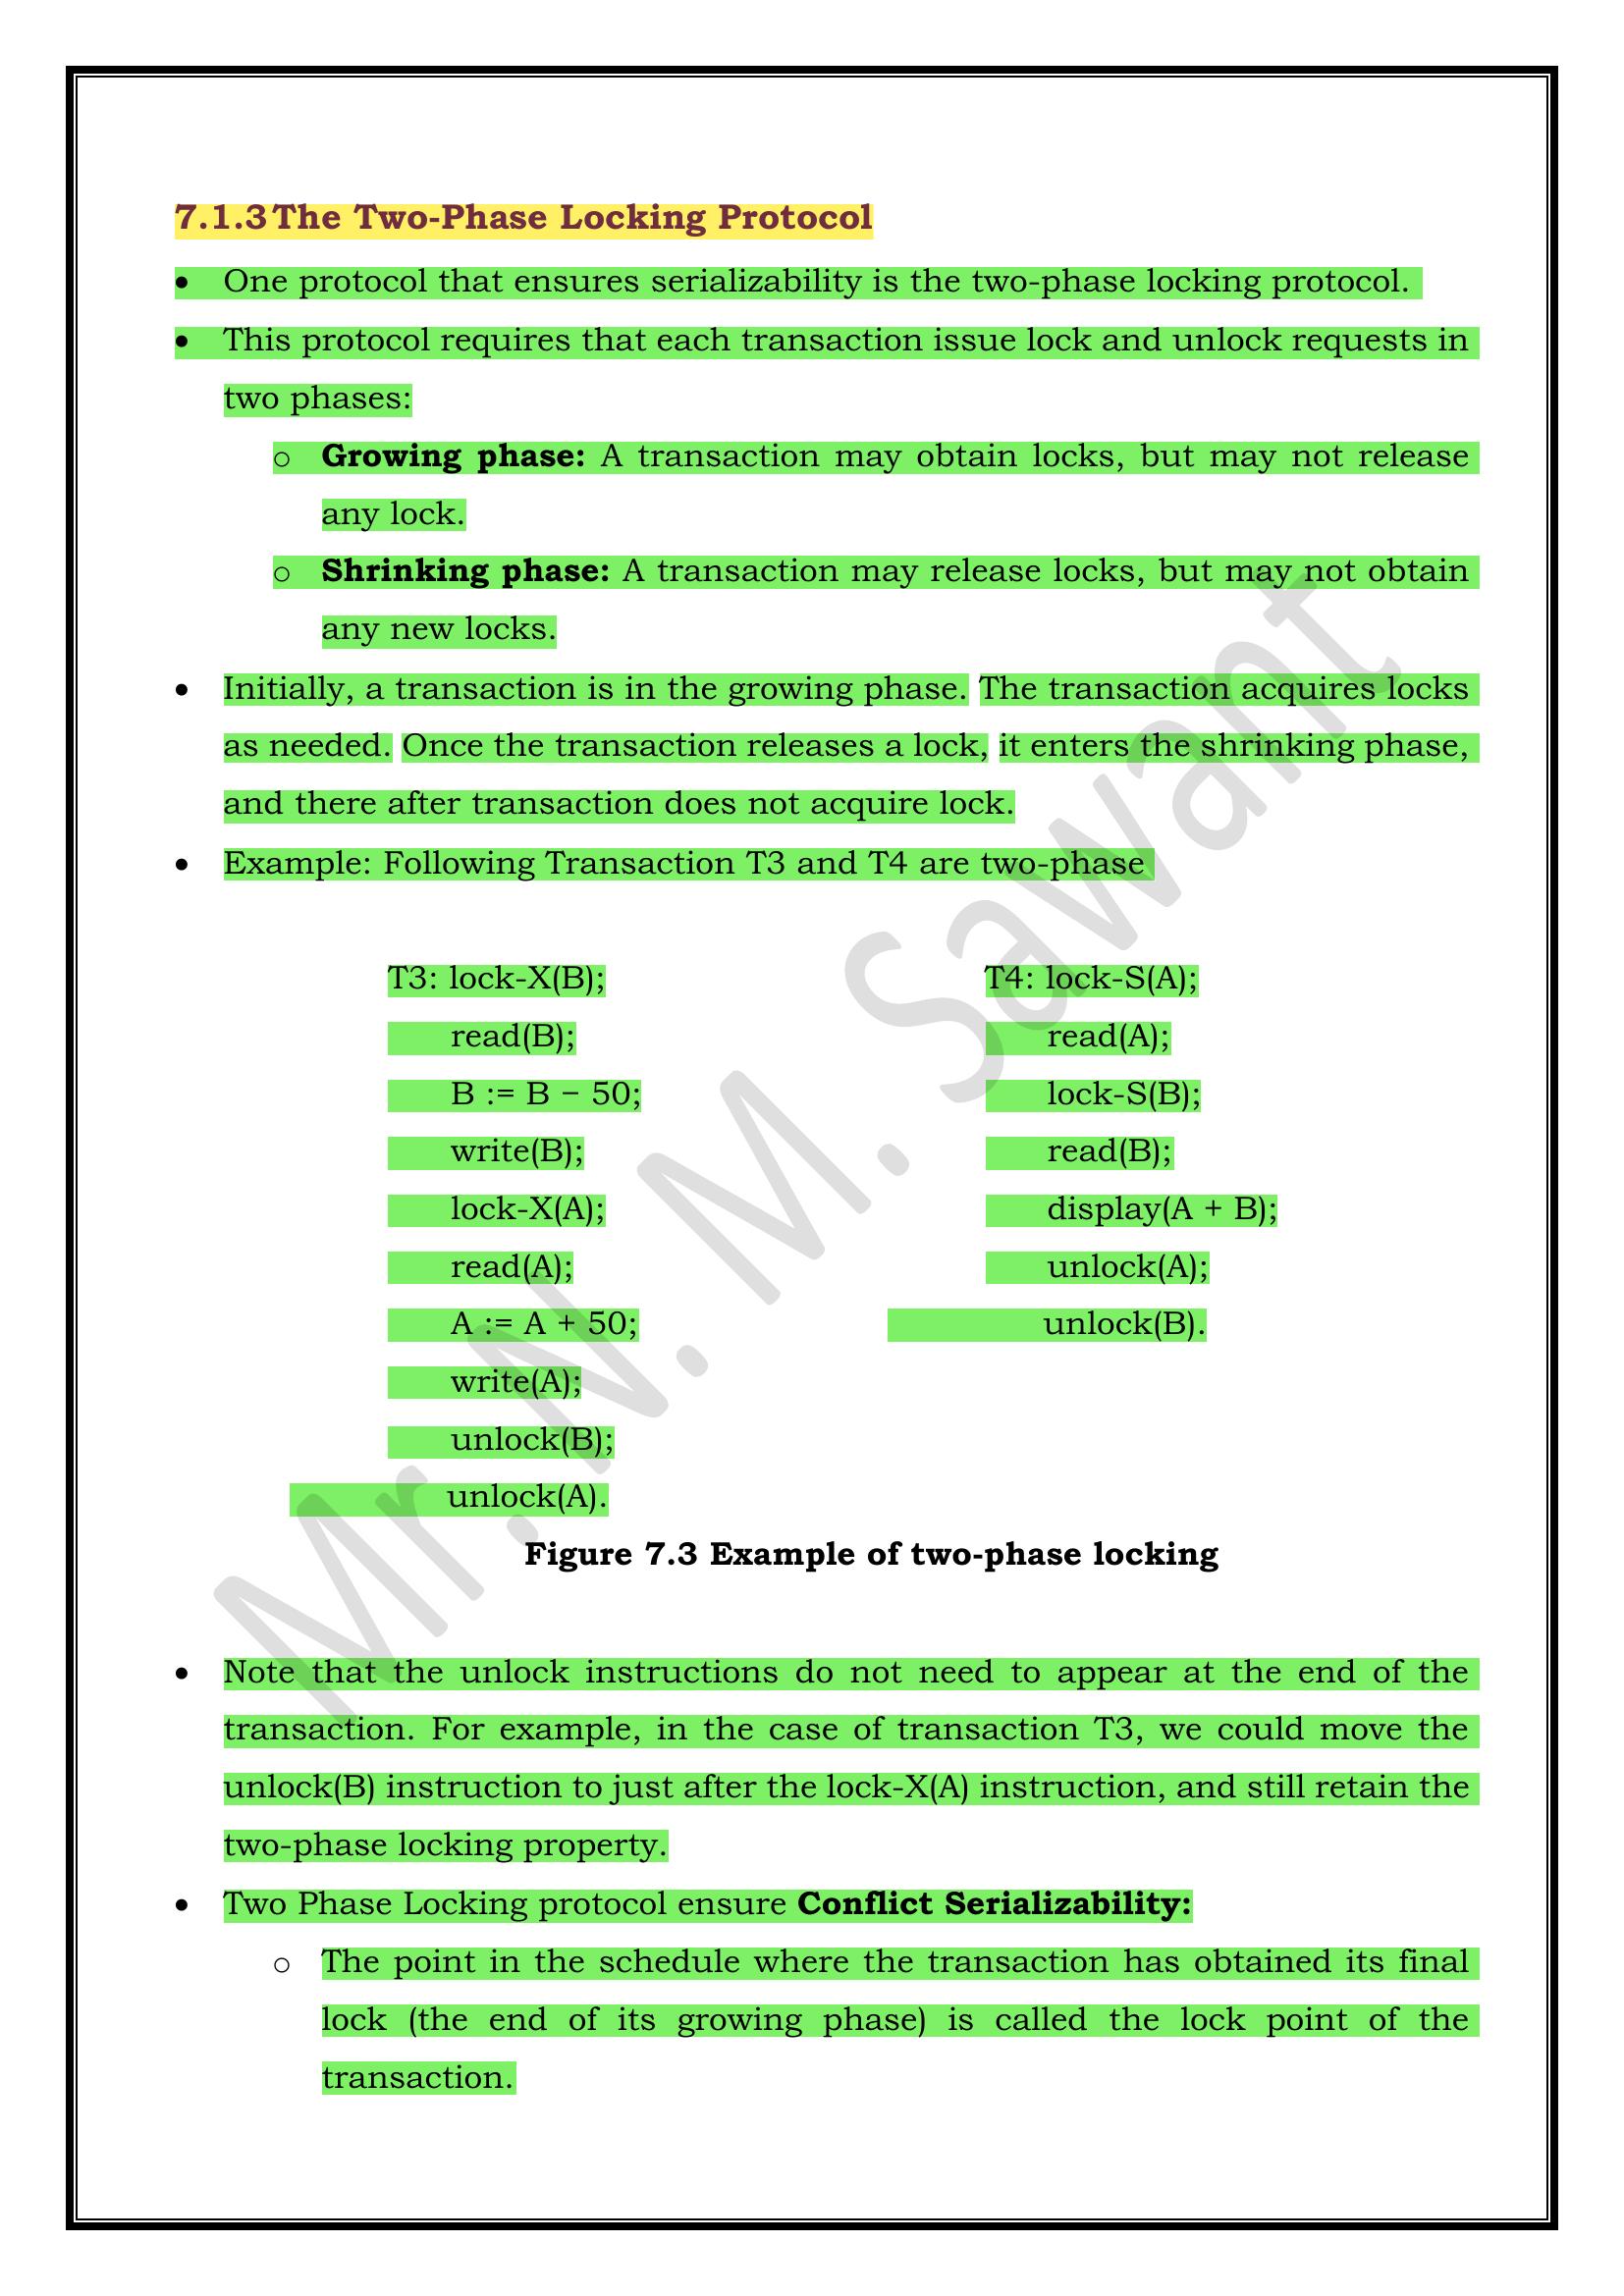 7.1.3 The Two-Phase Locking Protocol
• One protocol that ensures serializability is the two-phase locking protocol.
• This protocol requires that each transaction issue lock and unlock requests in
two phases:
o Growing phase: A transaction may obtain locks, but may not release
any lock.
o Shrinking phase: A transaction may release locks, but may not obtain
any new locks.
• Initially, a transaction is in the growing phase. The transaction acquires locks
as needed. Once the transaction releases a lock, it enters the shrinking phase,
and there after transaction does not acquire lock.
• Example: Following Transaction T3 and T4 are two-phase
T3: lock-X(B);
read(B);
B := B − 50;
write(B);
lock-X(A);
read(A);
A := A + 50;
write(A);
unlock(B);
unlock(A).
T4: lock-S(A);
read(A);
lock-S(B);
read(B);
display(A + B);
unlock(A);
unlock(B).
Figure 7.3 Example of two-phase locking
• Note that the unlock instructions do not need to appear at the end of the
transaction. For example, in the case of transaction T3, we could move the
unlock(B) instruction to just after the lock-X(A) instruction, and still retain the
two-phase locking property.
• Two Phase Locking protocol ensure Conflict Serializability:
o The point in the schedule where the transaction has obtained its final
lock (the end of its growing phase) is called the lock point of the
transaction.
Mr. N. M. Sawant